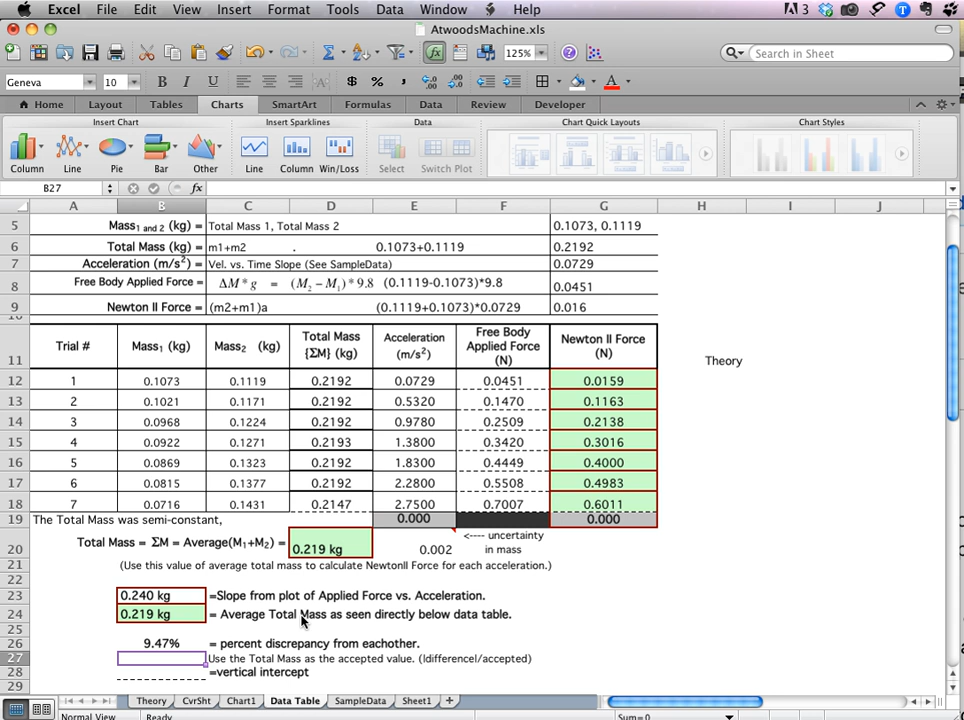 Excel File Edit View Insert Format Tools Data Window Help 3
AtwoodsMachine.xls
125% Search in Sheet
Geneva 10 B I U $ %
Home Layout Tables Charts SmartArt Formulas Data Review Developer
Insert Chart Insert Sparklines Data Chart Quick Layouts Chart Styles
Column Line Pie Bar Other Line Column Win/Loss Select Switch Plot
B27 fx
A B C D E F G H I J
5 Mass1 and 2 (kg) = Total Mass 1, Total Mass 2 0.1073, 0.1119
6 Total Mass (kg) = m1+m2 . 0.1073+0.1119 0.2192
7 Acceleration (m/s²) = Vel. vs. Time Slope (See SampleData) 0.0729
8 Free Body Applied Force = ΔM*g = (M2 − M1)*9.8 (0.1119-0.1073)*9.8 0.0451
9 Newton II Force = (m2+m1)a (0.1119+0.1073)*0.0729 0.016
10
11 Trial # Mass1 (kg) Mass2 (kg) Total Mass {ΣM} (kg) Acceleration (m/s²) Free Body Applied Force (N) Newton II Force (N) Theory
12 1 0.1073 0.1119 0.2192 0.0729 0.0451 0.0159
13 2 0.1021 0.1171 0.2192 0.5320 0.1470 0.1163
14 3 0.0968 0.1224 0.2192 0.9780 0.2509 0.2138
15 4 0.0922 0.1271 0.2193 1.3800 0.3420 0.3016
16 5 0.0869 0.1323 0.2192 1.8300 0.4449 0.4000
17 6 0.0815 0.1377 0.2192 2.2800 0.5508 0.4983
18 7 0.0716 0.1431 0.2147 2.7500 0.7007 0.6011
19 The Total Mass was semi-constant, 0.000 0.000
20 Total Mass = ΣM = Average(M1+M2) = 0.219 kg 0.002 <---- uncertainty in mass
21 (Use this value of average total mass to calculate NewtonII Force for each acceleration.)
22
23 0.240 kg =Slope from plot of Applied Force vs. Acceleration.
24 0.219 kg = Average Total Mass as seen directly below data table.
25
26 9.47% = percent discrepancy from eachother.
27 Use the Total Mass as the accepted value. (|difference|/accepted)
28 =vertical intercept
29
Theory CvrSht Chart1 Data Table SampleData Sheet1
Normal View Ready Sum=0